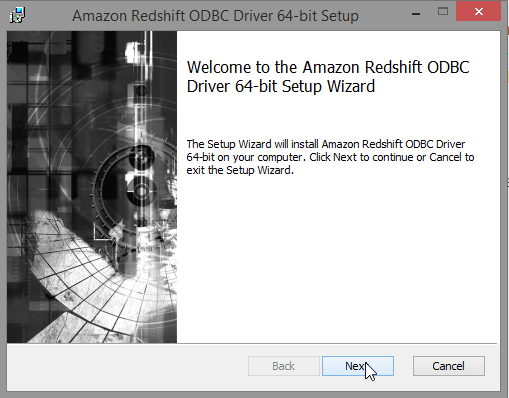 Amazon Redshift ODBC Driver 64-bit Setup
Welcome to the Amazon Redshift ODBC
Driver 64-bit Setup Wizard
The Setup Wizard will install Amazon Redshift ODBC Driver
64-bit on your computer. Click Next to continue or Cancel to
exit the Setup Wizard.
Back
Next
Cancel